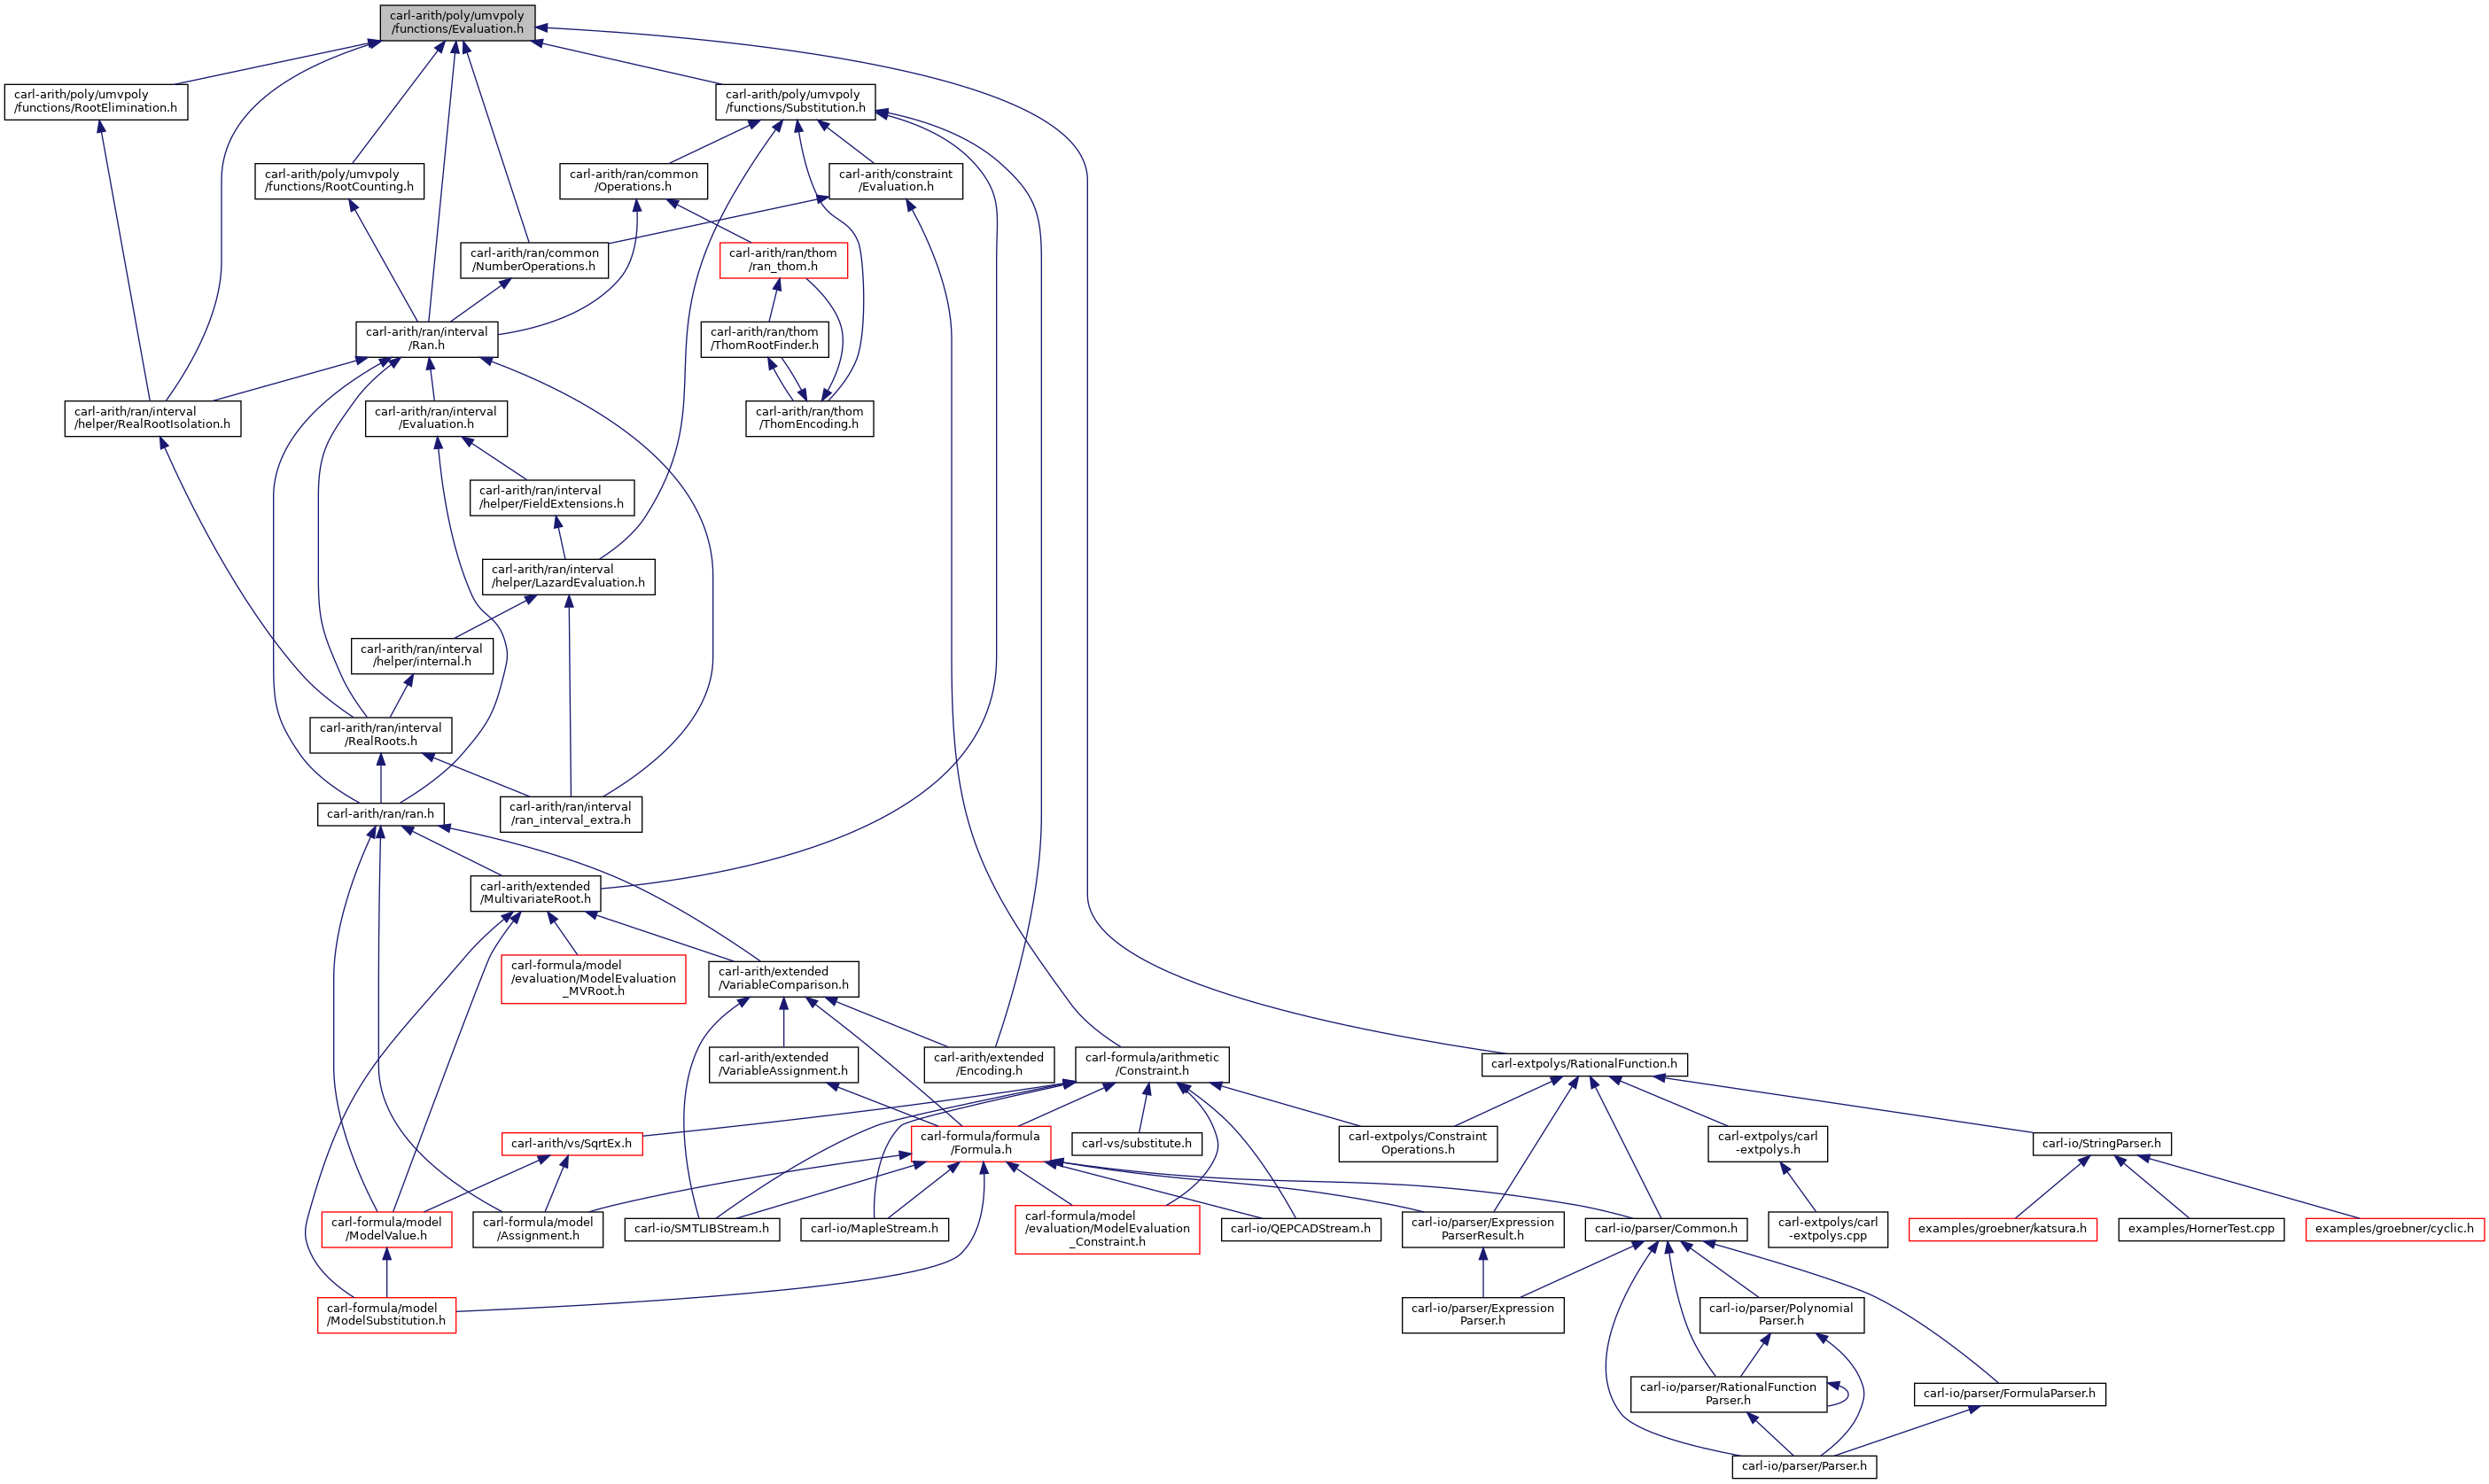 carl-arith/poly/umvpoly
/functions/Evaluation.h
carl-arith/poly/umvpoly
/functions/RootElimination.h
carl-arith/poly/umvpoly
/functions/Substitution.h
carl-arith/poly/umvpoly
/functions/RootCounting.h
carl-arith/ran/common
/Operations.h
carl-arith/constraint
/Evaluation.h
carl-arith/ran/common
/NumberOperations.h
carl-arith/ran/thom
/ran_thom.h
carl-arith/ran/interval
/Ran.h
carl-arith/ran/thom
/ThomRootFinder.h
carl-arith/ran/interval
/helper/RealRootIsolation.h
carl-arith/ran/interval
/Evaluation.h
carl-arith/ran/thom
/ThomEncoding.h
carl-arith/ran/interval
/helper/FieldExtensions.h
carl-arith/ran/interval
/helper/LazardEvaluation.h
carl-arith/ran/interval
/helper/internal.h
carl-arith/ran/interval
/RealRoots.h
carl-arith/ran/ran.h
carl-arith/ran/interval
/ran_interval_extra.h
carl-arith/extended
/MultivariateRoot.h
carl-formula/model
/evaluation/ModelEvaluation
_MVRoot.h
carl-arith/extended
/VariableComparison.h
carl-arith/extended
/VariableAssignment.h
carl-arith/extended
/Encoding.h
carl-formula/arithmetic
/Constraint.h
carl-extpolys/RationalFunction.h
carl-arith/vs/SqrtEx.h
carl-formula/formula
/Formula.h
carl-vs/substitute.h
carl-extpolys/Constraint
Operations.h
carl-extpolys/carl
-extpolys.h
carl-io/StringParser.h
carl-formula/model
/ModelValue.h
carl-formula/model
/Assignment.h
carl-io/SMTLIBStream.h
carl-io/MapleStream.h
carl-formula/model
/evaluation/ModelEvaluation
_Constraint.h
carl-io/QEPCADStream.h
carl-io/parser/Expression
ParserResult.h
carl-io/parser/Common.h
carl-extpolys/carl
-extpolys.cpp
examples/groebner/katsura.h
examples/HornerTest.cpp
examples/groebner/cyclic.h
carl-formula/model
/ModelSubstitution.h
carl-io/parser/Expression
Parser.h
carl-io/parser/Polynomial
Parser.h
carl-io/parser/RationalFunction
Parser.h
carl-io/parser/FormulaParser.h
carl-io/parser/Parser.h